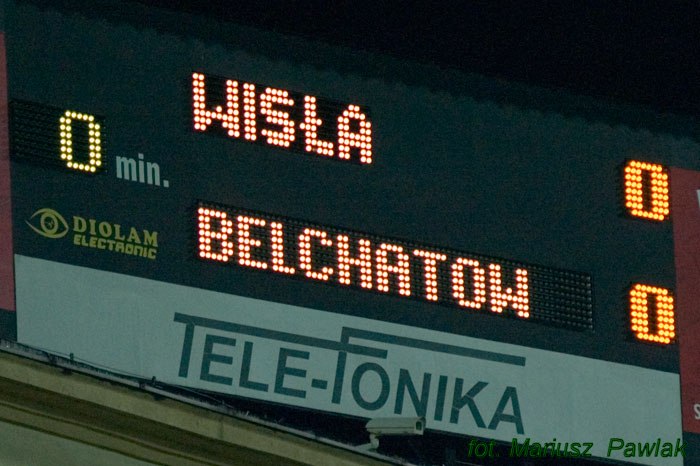 WISŁA 0
0 min.
DIOLAM
ELECTRONIC
BELCHATOW 0
TELE-FONIKA
fot. Mariusz Pawlak